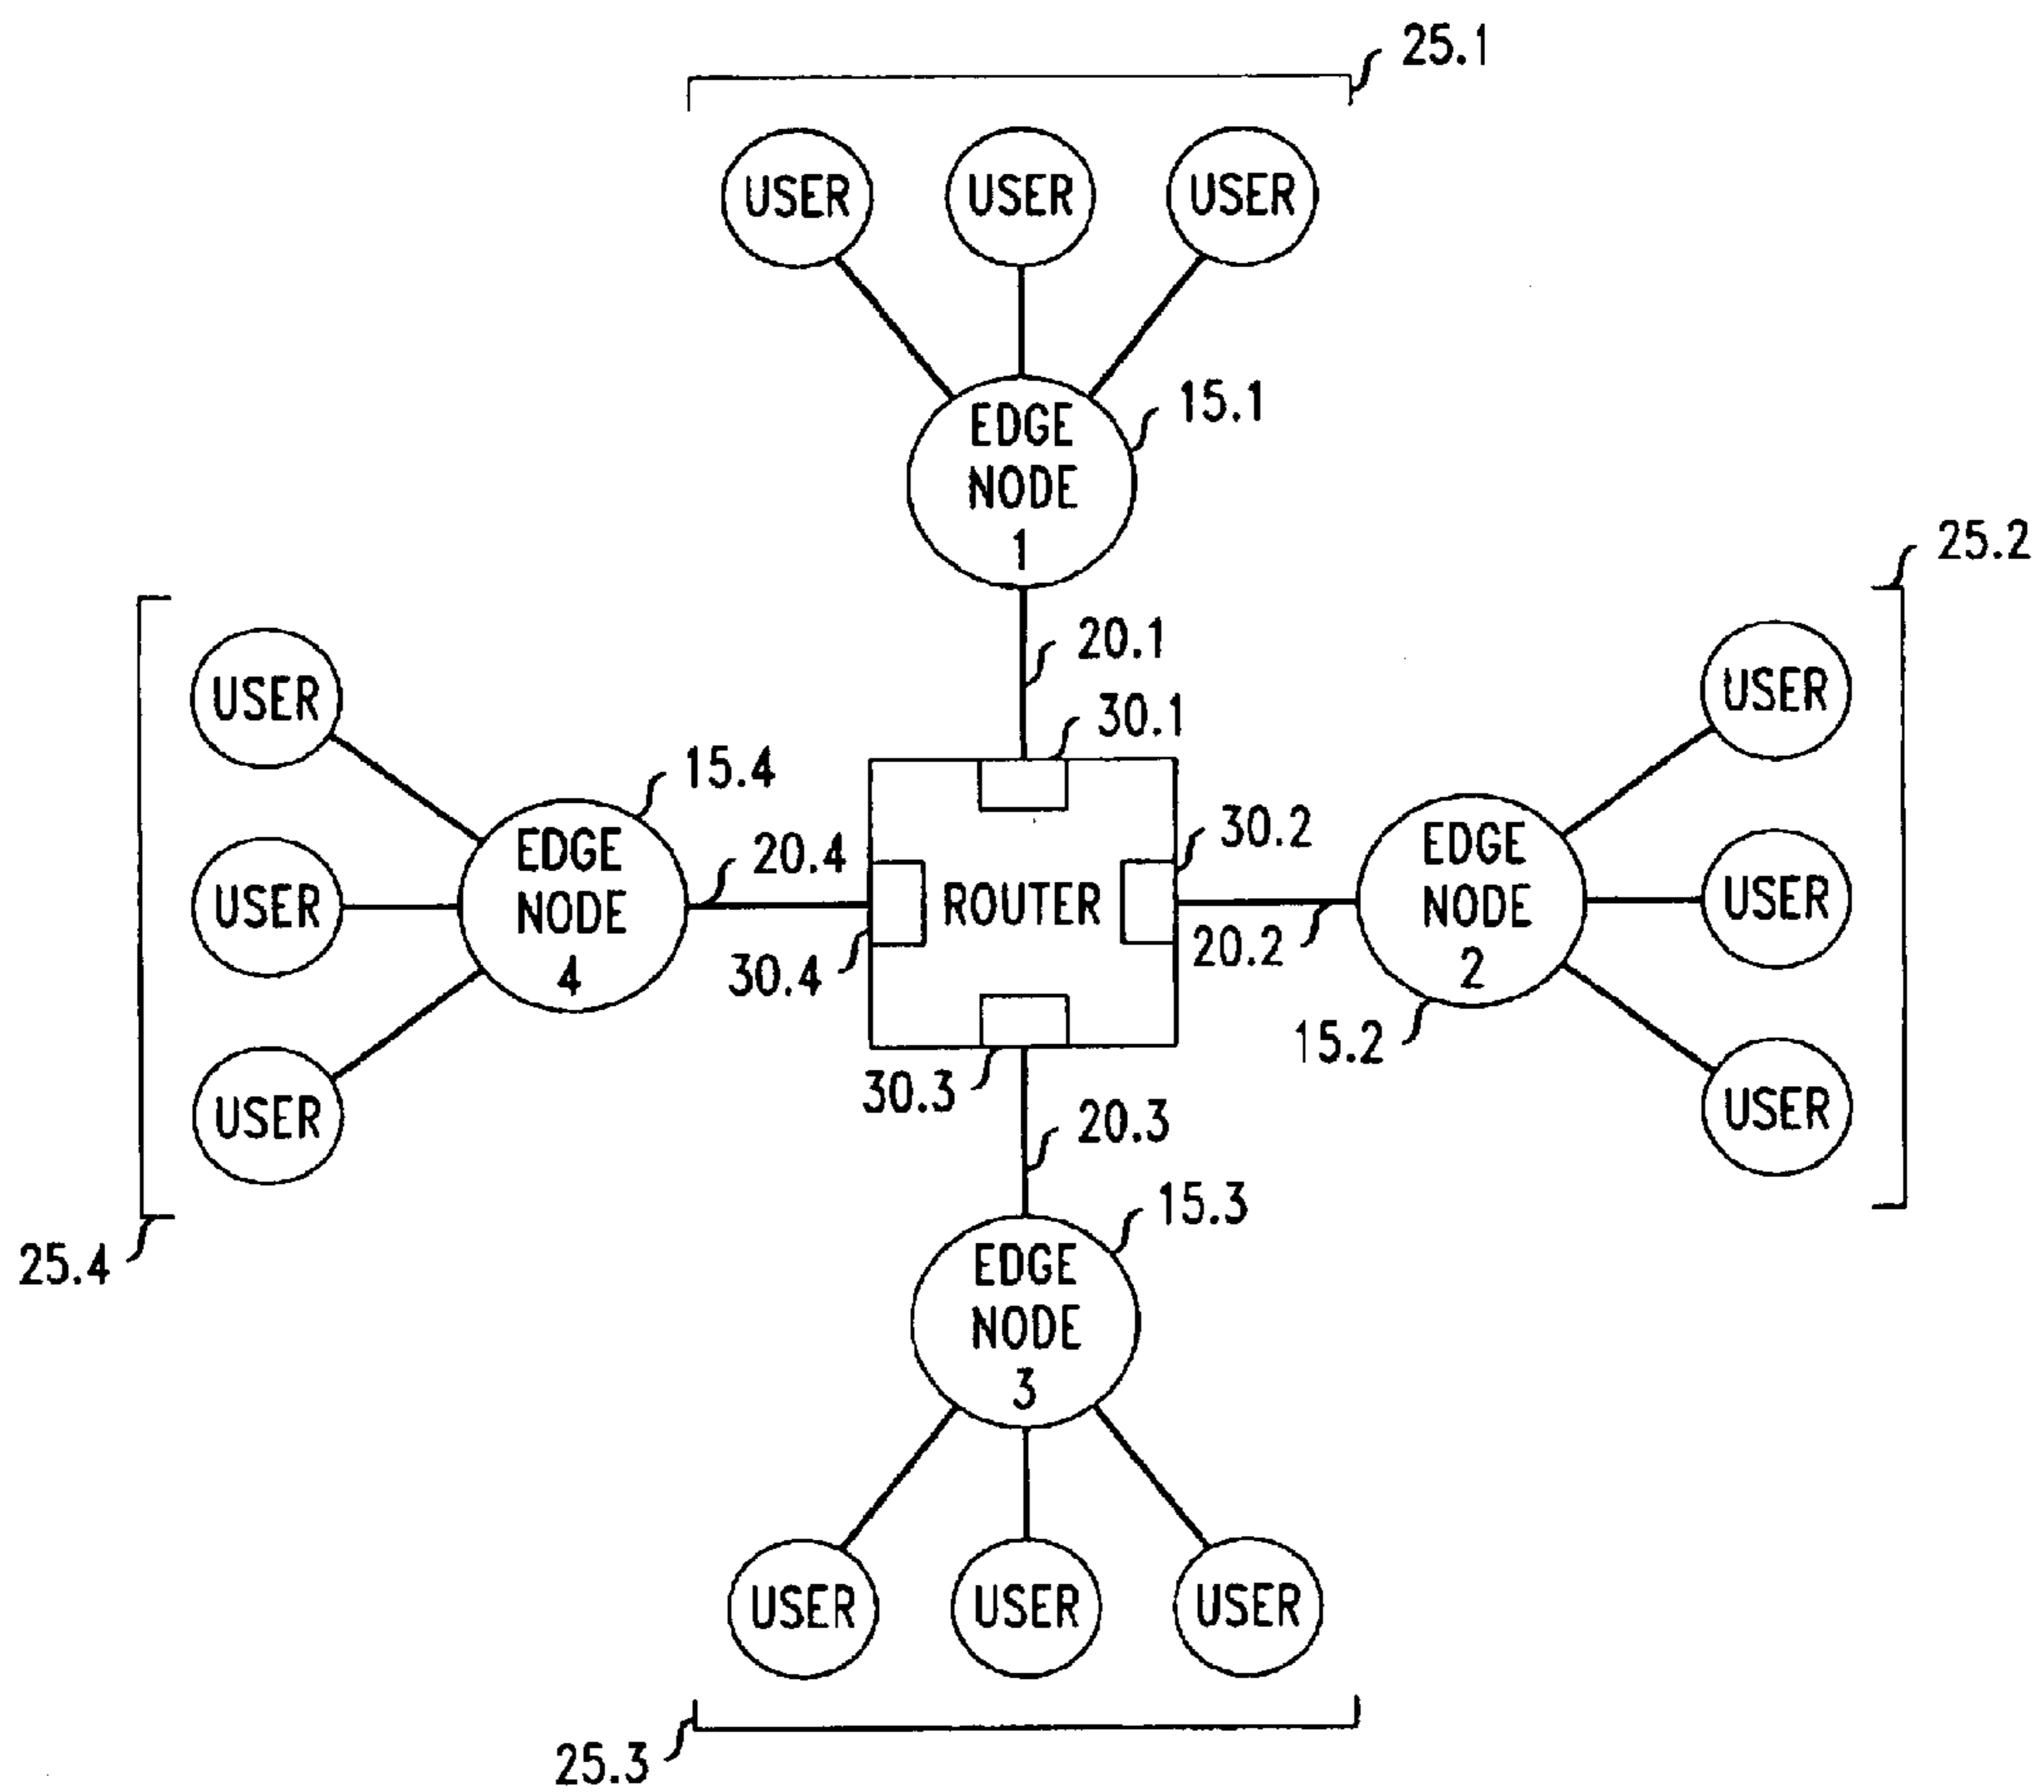 25.1
USER USER USER
15.1
EDGE
NODE
1
25.2
20.1
30.1
USER
USER
15.4
30.2
20.4
EDGE
NODE
4
ROUTER
EDGE
NODE
2
USER
USER
30.4
20.2
15.2
30.3
20.3
USER
USER
15.3
25.4
EDGE
NODE
3
USER USER USER
25.3